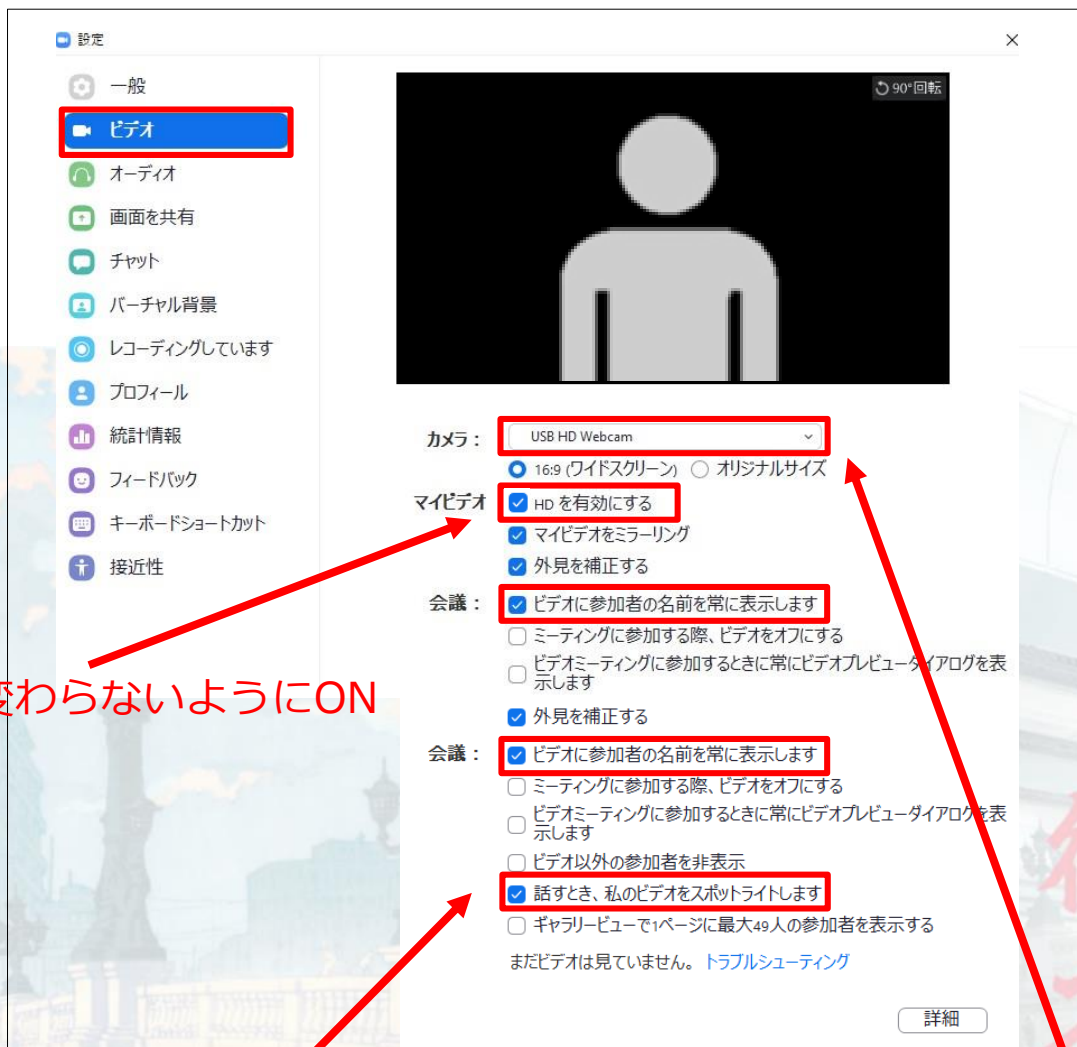 設定
一般
ビデオ
オーディオ
画面を共有
チャット
バーチャル背景
レコーディングしています
プロフィール
統計情報
フィードバック
キーボードショートカット
接近性
90°回転
カメラ： USB HD Webcam
16:9 (ワイドスクリーン) オリジナルサイズ
マイビデオ HD を有効にする
マイビデオをミラーリング
外見を補正する
会議： ビデオに参加者の名前を常に表示します
ミーティングに参加する際、ビデオをオフにする
ビデオミーティングに参加するときに常にビデオプレビューダイアログを表
示します
変わらないようにON
外見を補正する
会議： ビデオに参加者の名前を常に表示します
ミーティングに参加する際、ビデオをオフにする
ビデオミーティングに参加するときに常にビデオプレビューダイアログを表
示します
ビデオ以外の参加者を非表示
話すとき、私のビデオをスポットライトします
ギャラリービューで1ページに最大49人の参加者を表示する
まだビデオは見ていません。 トラブルシューティング
詳細